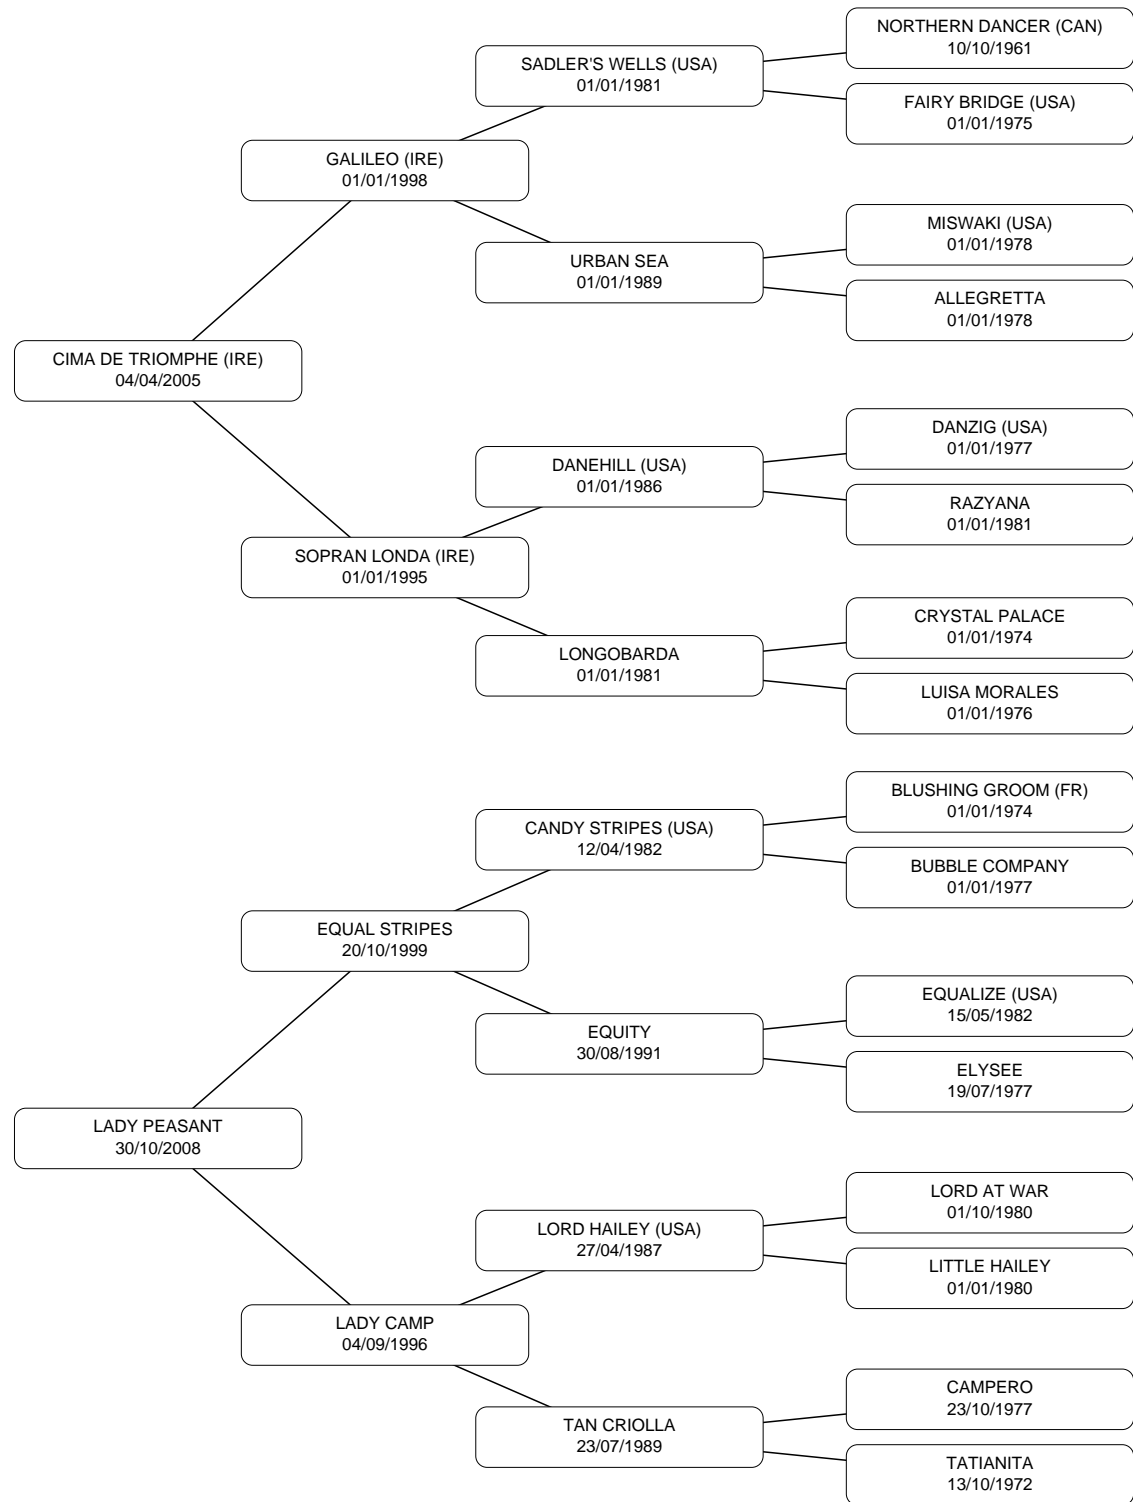 NORTHERN DANCER (CAN)
10/10/1961
SADLER'S WELLS (USA)
01/01/1981
FAIRY BRIDGE (USA)
01/01/1975
GALILEO (IRE)
01/01/1998
MISWAKI (USA)
01/01/1978
URBAN SEA
01/01/1989
ALLEGRETTA
01/01/1978
CIMA DE TRIOMPHE (IRE)
04/04/2005
DANZIG (USA)
01/01/1977
DANEHILL (USA)
01/01/1986
RAZYANA
01/01/1981
SOPRAN LONDA (IRE)
01/01/1995
CRYSTAL PALACE
01/01/1974
LONGOBARDA
01/01/1981
LUISA MORALES
01/01/1976
BLUSHING GROOM (FR)
01/01/1974
CANDY STRIPES (USA)
12/04/1982
BUBBLE COMPANY
01/01/1977
EQUAL STRIPES
20/10/1999
EQUALIZE (USA)
15/05/1982
EQUITY
30/08/1991
ELYSEE
19/07/1977
LADY PEASANT
30/10/2008
LORD AT WAR
01/10/1980
LORD HAILEY (USA)
27/04/1987
LITTLE HAILEY
01/01/1980
LADY CAMP
04/09/1996
CAMPERO
23/10/1977
TAN CRIOLLA
23/07/1989
TATIANITA
13/10/1972